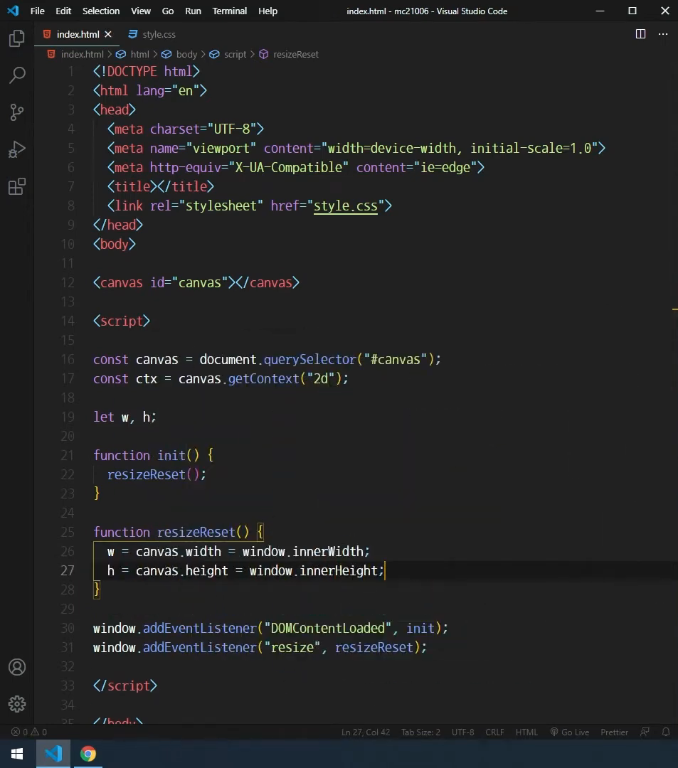 File Edit Selection View Go Run Terminal Help index.html - mc21006 - Visual Studio Code
index.html style.css
index.html html body script resizeReset
1 <!DOCTYPE html>
2 <html lang="en">
3 <head>
4 <meta charset="UTF-8">
5 <meta name="viewport" content="width=device-width, initial-scale=1.0">
6 <meta http-equiv="X-UA-Compatible" content="ie=edge">
7 <title></title>
8 <link rel="stylesheet" href="style.css">
9 </head>
10 <body>
11
12 <canvas id="canvas"></canvas>
13
14 <script>
15
16 const canvas = document.querySelector("#canvas");
17 const ctx = canvas.getContext("2d");
18
19 let w, h;
20
21 function init() {
22 resizeReset();
23 }
24
25 function resizeReset() {
26 w = canvas.width = window.innerWidth;
27 h = canvas.height = window.innerHeight;
28 }
29
30 window.addEventListener("DOMContentLoaded", init);
31 window.addEventListener("resize", resizeReset);
32
33 </script>
34
35 </body>
0 0 Ln 27, Col 42 Tab Size: 2 UTF-8 CRLF HTML Go Live Prettier